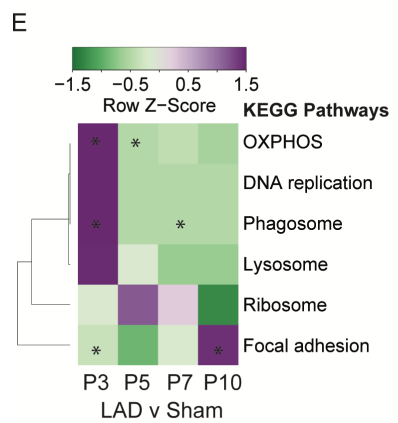 E
−1.5 −0.5 0.5 1.5
Row Z-Score
KEGG Pathways
* * OXPHOS
DNA replication
* * Phagosome
Lysosome
Ribosome
* * Focal adhesion
P3 P5 P7 P10
LAD v Sham